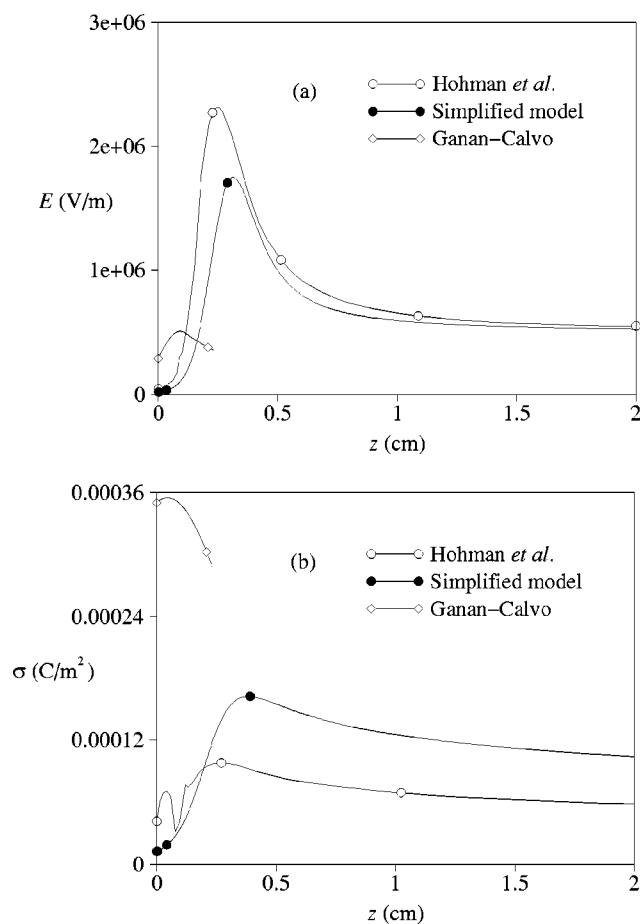 3e+06
(a)
Hohman et al.
Simplified model
Ganan–Calvo
2e+06
E (V/m)
1e+06
0
0 0.5 1 1.5 2
z (cm)
0.00036
(b)
Hohman et al.
Simplified model
Ganan–Calvo
0.00024
σ (C/m²)
0.00012
0
0 0.5 1 1.5 2
z (cm)